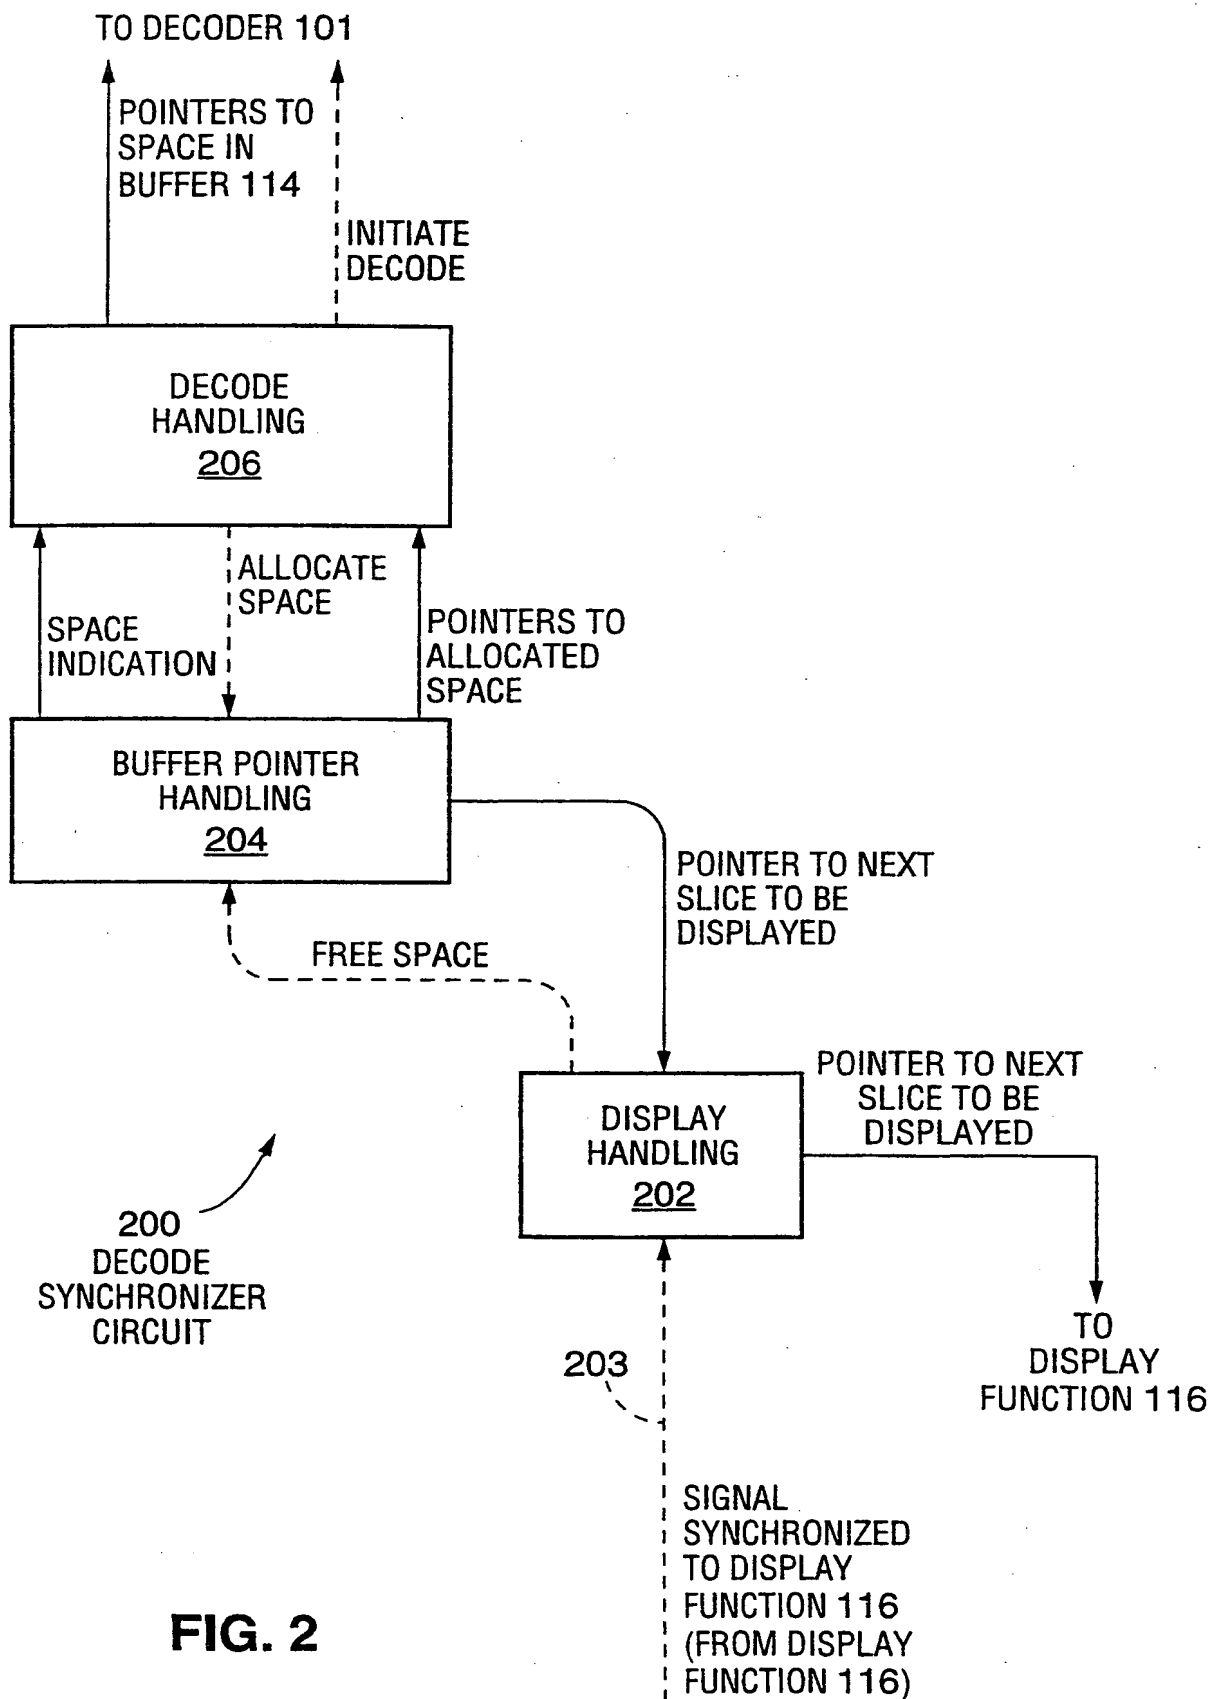 TO DECODER 101
POINTERS TO
SPACE IN
BUFFER 114
INITIATE
DECODE
DECODE
HANDLING
206
ALLOCATE
SPACE
SPACE
INDICATION
POINTERS TO
ALLOCATED
SPACE
BUFFER POINTER
HANDLING
204
POINTER TO NEXT
SLICE TO BE
DISPLAYED
FREE SPACE
POINTER TO NEXT
SLICE TO BE
DISPLAYED
DISPLAY
HANDLING
202
200
DECODE
SYNCHRONIZER
CIRCUIT
TO
DISPLAY
FUNCTION 116
203
SIGNAL
SYNCHRONIZED
TO DISPLAY
FUNCTION 116
(FROM DISPLAY
FUNCTION 116)
FIG. 2